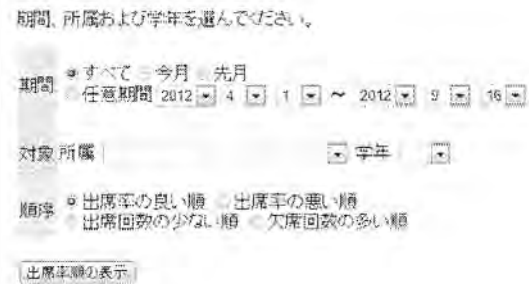 期間、所属および学年を選んでください。
期間 すべて 今月 先月
任意期間 2012 4 1 ～ 2012 9 16
対象 所属 学年
順序 出席率の良い順 出席率の悪い順
出席回数の少ない順 欠席回数の多い順
出席率順の表示